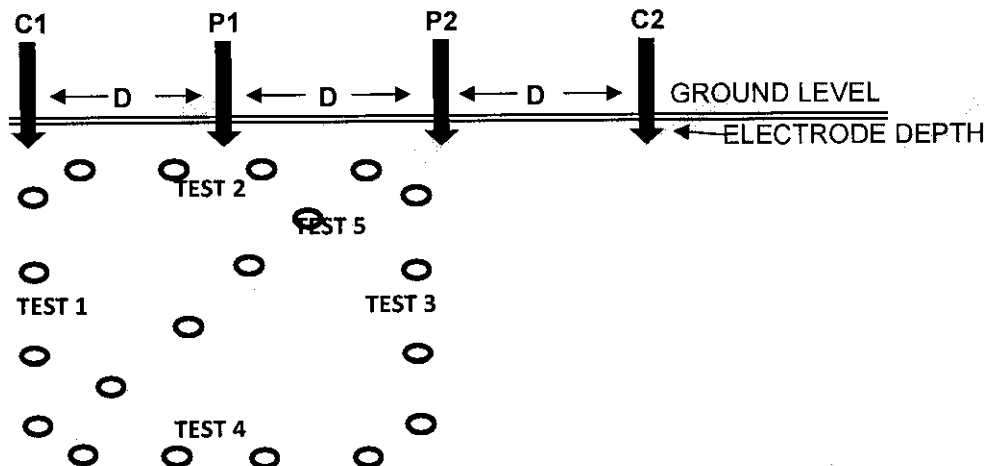 C1 P1 P2 C2
D D D
GROUND LEVEL
ELECTRODE DEPTH
TEST 2
TEST 5
TEST 1 TEST 3
TEST 4